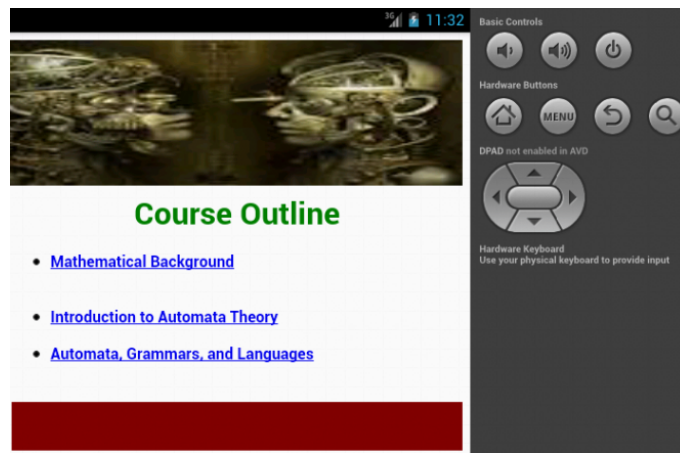 3G 11:32
Course Outline
Mathematical Background
Introduction to Automata Theory
Automata, Grammars, and Languages
Basic Controls
Hardware Buttons
MENU
DPAD not enabled in AVD
Hardware Keyboard
Use your physical keyboard to provide input